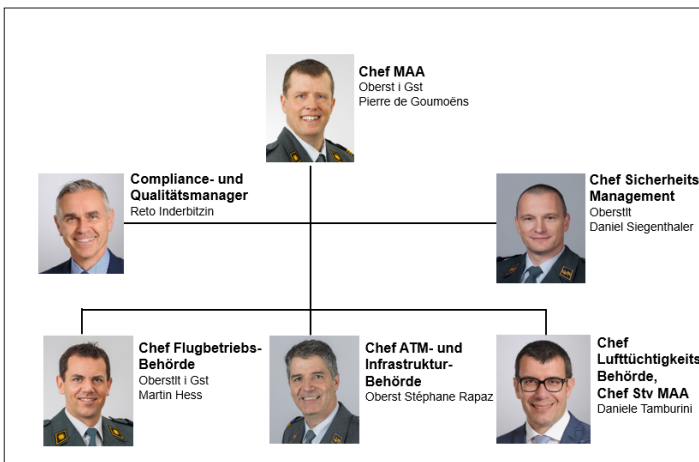 Chef MAA
Oberst i Gst
Pierre de Goumoëns
Compliance- und
Qualitätsmanager
Reto Inderbitzin
Chef Sicherheits
Management
Oberstlt
Daniel Siegenthaler
Chef Flugbetriebs-
Behörde
Oberstlt i Gst
Martin Hess
Chef ATM- und
Infrastruktur-
Behörde
Oberst Stéphane Rapaz
Chef
Lufttüchtigkeits
Behörde,
Chef Stv MAA
Daniele Tamburini